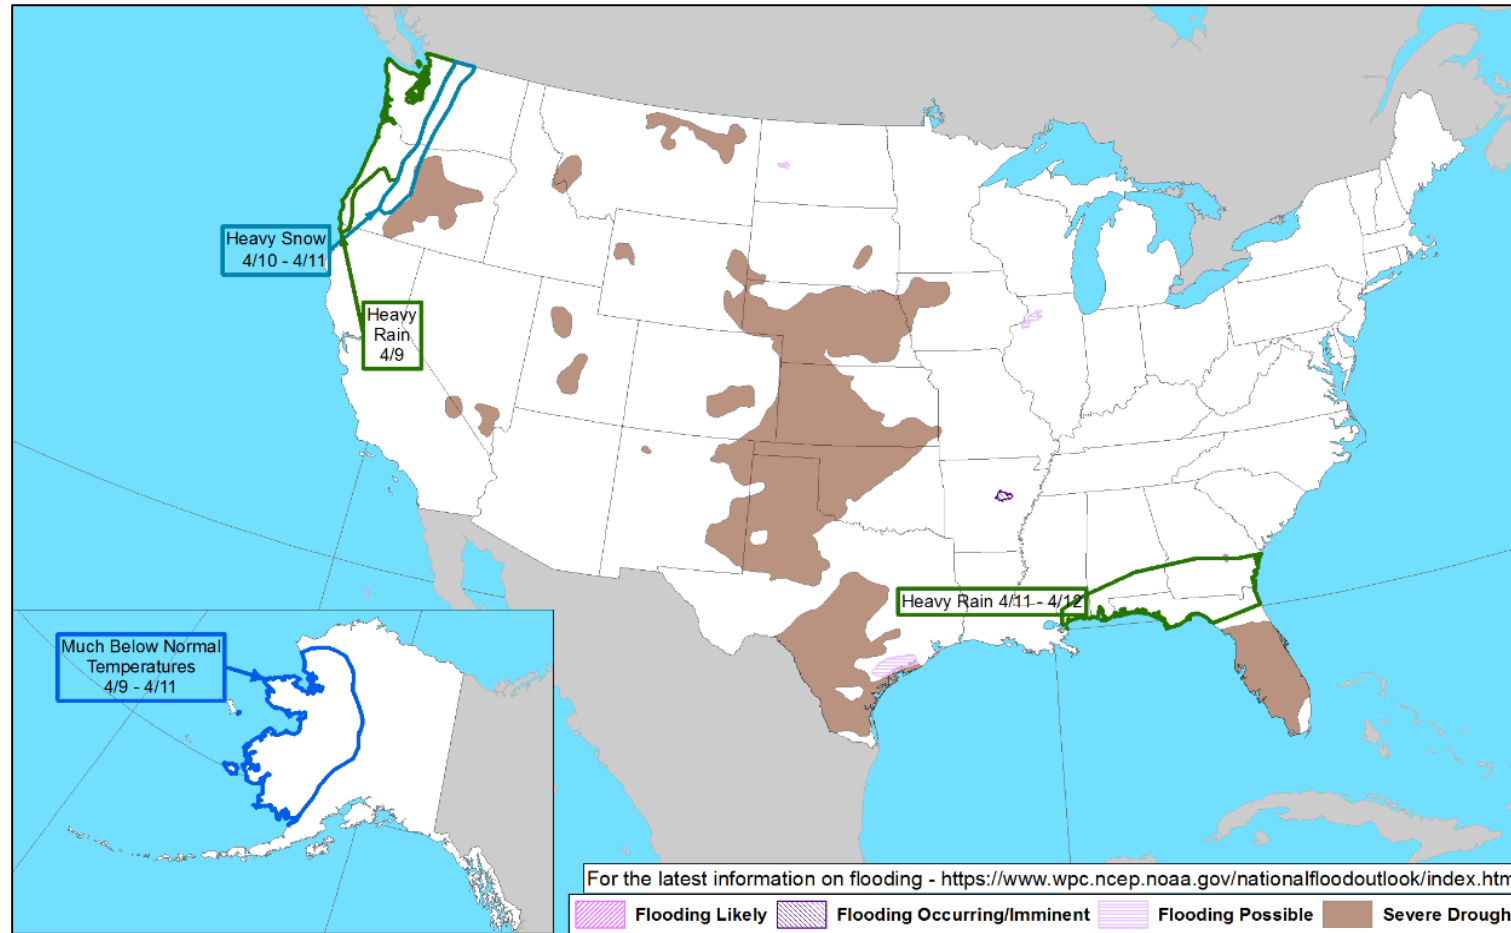 Heavy Snow
4/10 - 4/11
Heavy
Rain
4/9
Heavy Rain 4/11 - 4/12
Much Below Normal
Temperatures
4/9 - 4/11
For the latest information on flooding - https://www.wpc.ncep.noaa.gov/nationalfloodoutlook/index.htm
Flooding Likely
Flooding Occurring/Imminent
Flooding Possible
Severe Drough